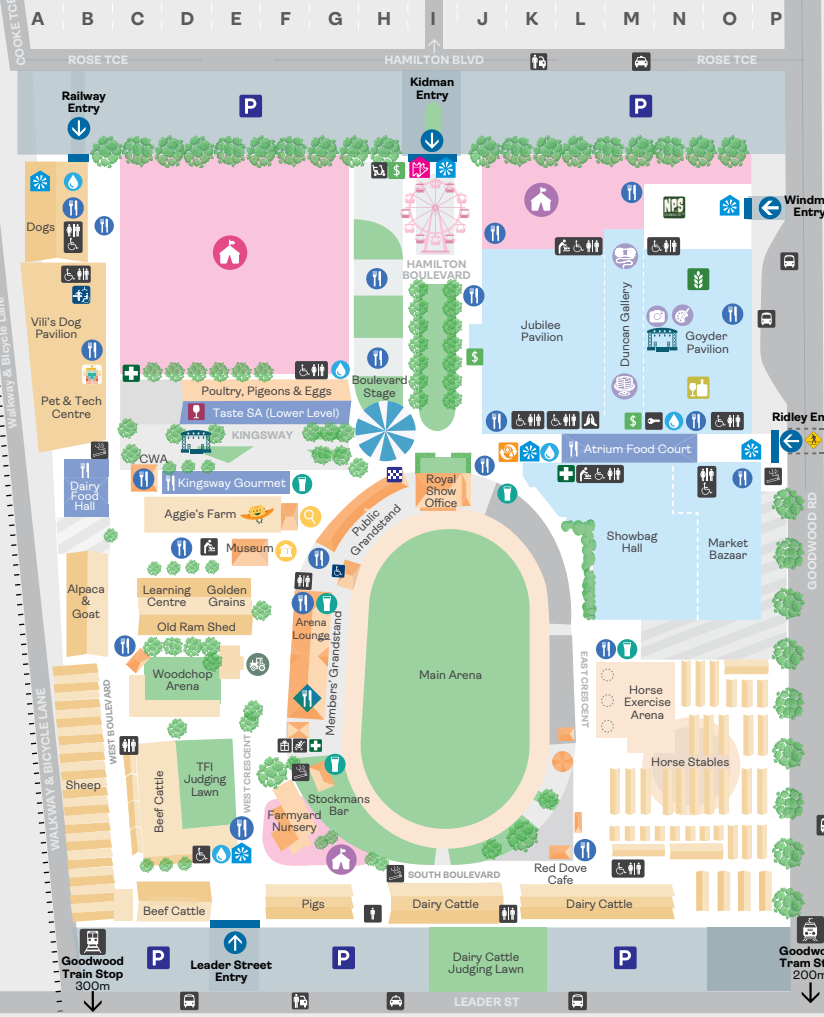 A B C D E F G H I J K L M N O P
COOKE TCE
ROSE TCE
HAMILTON BLVD
ROSE TCE
Railway
Entry
P
Kidman
Entry
P
$
NPS
Windm
Entry
Dogs
HAMILTON
BOULEVARD
Walkway & Bicycle Lane
Vili's Dog
Pavilion
Jubilee
Pavilion
Duncan Gallery
Goyder
Pavilion
$
Pet & Tech
Centre
Poultry, Pigeons & Eggs
Boulevard
Stage
Taste SA (Lower Level)
$
KINGSWAY
Ridley En
Atrium Food Court
CWA
Dairy
Food
Hall
Kingsway Gourmet
Royal
Show
Office
Aggie's Farm
Public
Grandstand
GOODWOOD RD
Museum
Showbag
Hall
Market
Bazaar
Alpaca
&
Goat
Learning
Centre
Golden
Grains
Old Ram Shed
Arena
Lounge
Members' Grandstand
Woodchop
Arena
Main Arena
EAST CRESCENT
Horse
Exercise
Arena
WALKWAY & BICYCLE LANE
WEST BOULEVARD
WEST CRESCENT
Horse Stables
Sheep
Beef Cattle
TFI
Judging
Lawn
Stockmans
Bar
Farmyard
Nursery
SOUTH BOULEVARD
Red Dove
Cafe
Beef Cattle
Pigs
Dairy Cattle
Dairy Cattle
Goodwood
Train Stop
300m
P
Leader Street
Entry
P
Dairy Cattle
Judging Lawn
P
Goodwo
Tram St
200m
LEADER ST